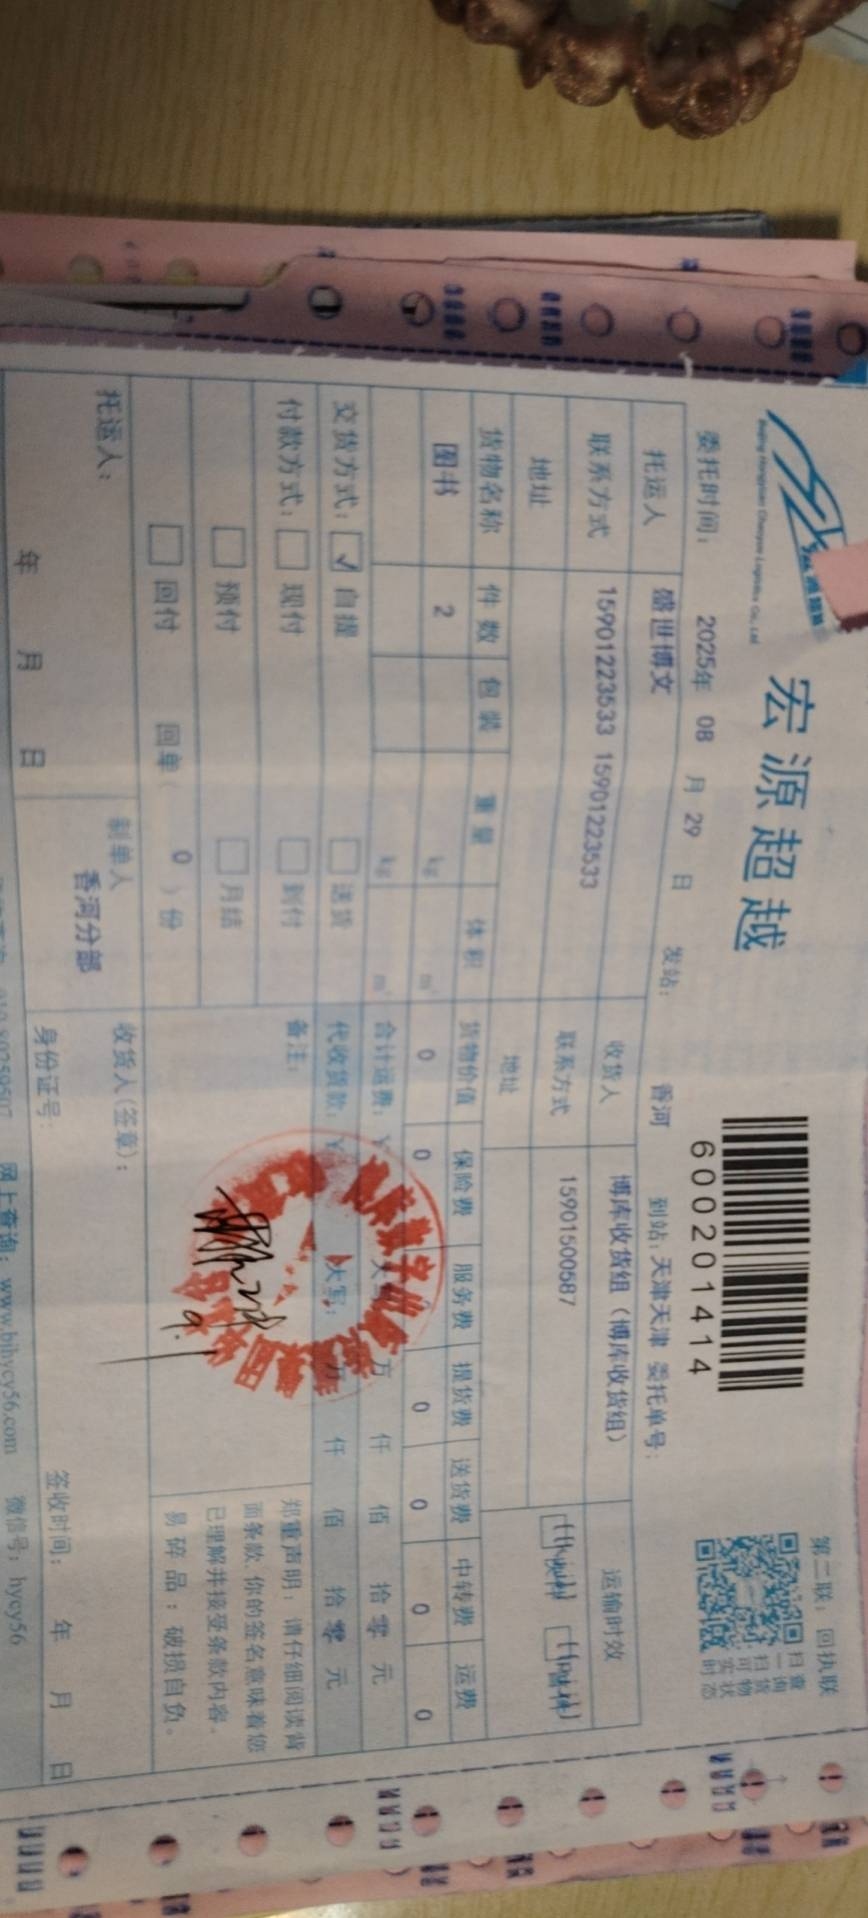 第二联：回执联
宏源超越
扫一扫可实时
查询货物状态
600201414
委托时间： 2025年 08 月 29 日 发站： 香河 到站：天津天津 委托单号：
托运人 盛世博文 收货人 博库收货组（博库收货组） 运输时效
联系方式 15901223533 15901223533 联系方式 15901500587
地址 地址
货物名称 件数 包装 重量 体积 货物价值 保险费 服务费 提货费 送货费 中转费 运费
图书 2 kg m³ 0 0 0 0 0 0
kg m³ 合计运费：¥ 万 仟 佰 拾 零 元
交货方式： ☑ 自提 □ 送货 代收货款：¥ 大写： 万 仟 佰 拾 零 元
付款方式： □ 现付 □ 到付 备注：
□ 预付 □ 月结
□ 回付 回单（ 0 ）份
郑重声明：请仔细阅读背
面条款，你的签名意味着您
已理解并接受条款内容。
易碎品：破损自负。
9.1
托运人： 制单人 收货人(签章)：
香河分部
年 月 日 身份证号： 签收时间： 年 月 日
网上查询：www.bjhycy56.com 微信号：hycy56